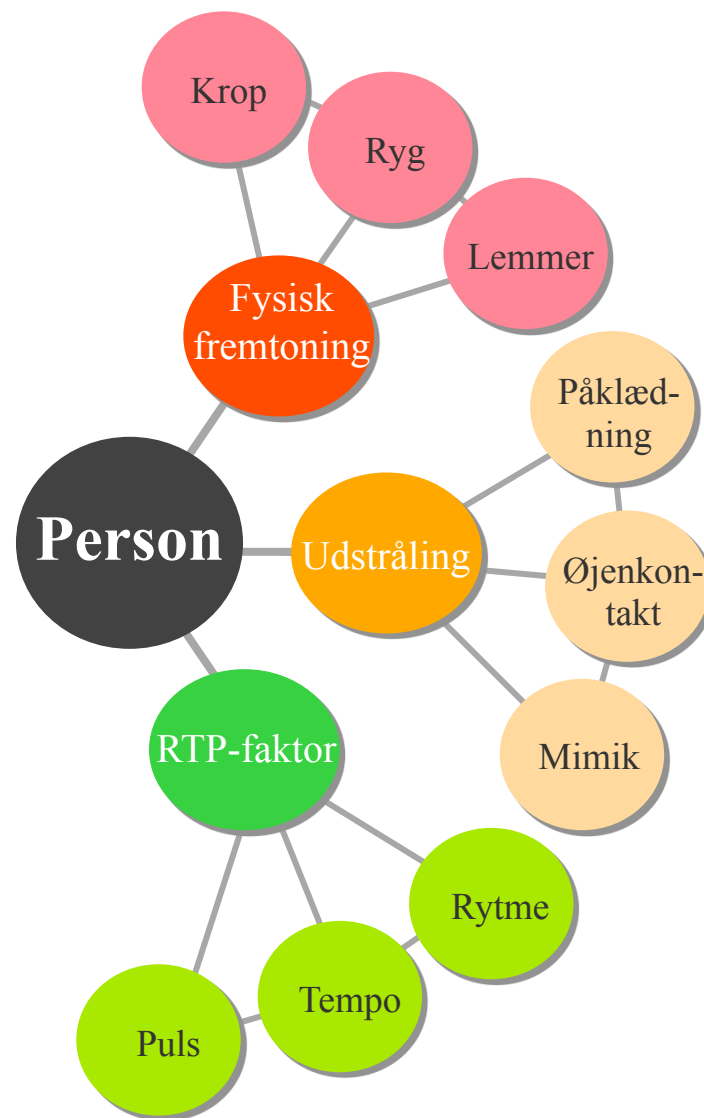 Krop
Ryg
Lemmer
Fysisk
fremtoning
Påklæd-
ning
Person
Udstråling
Øjenkon-
takt
Mimik
RTP-faktor
Rytme
Tempo
Puls